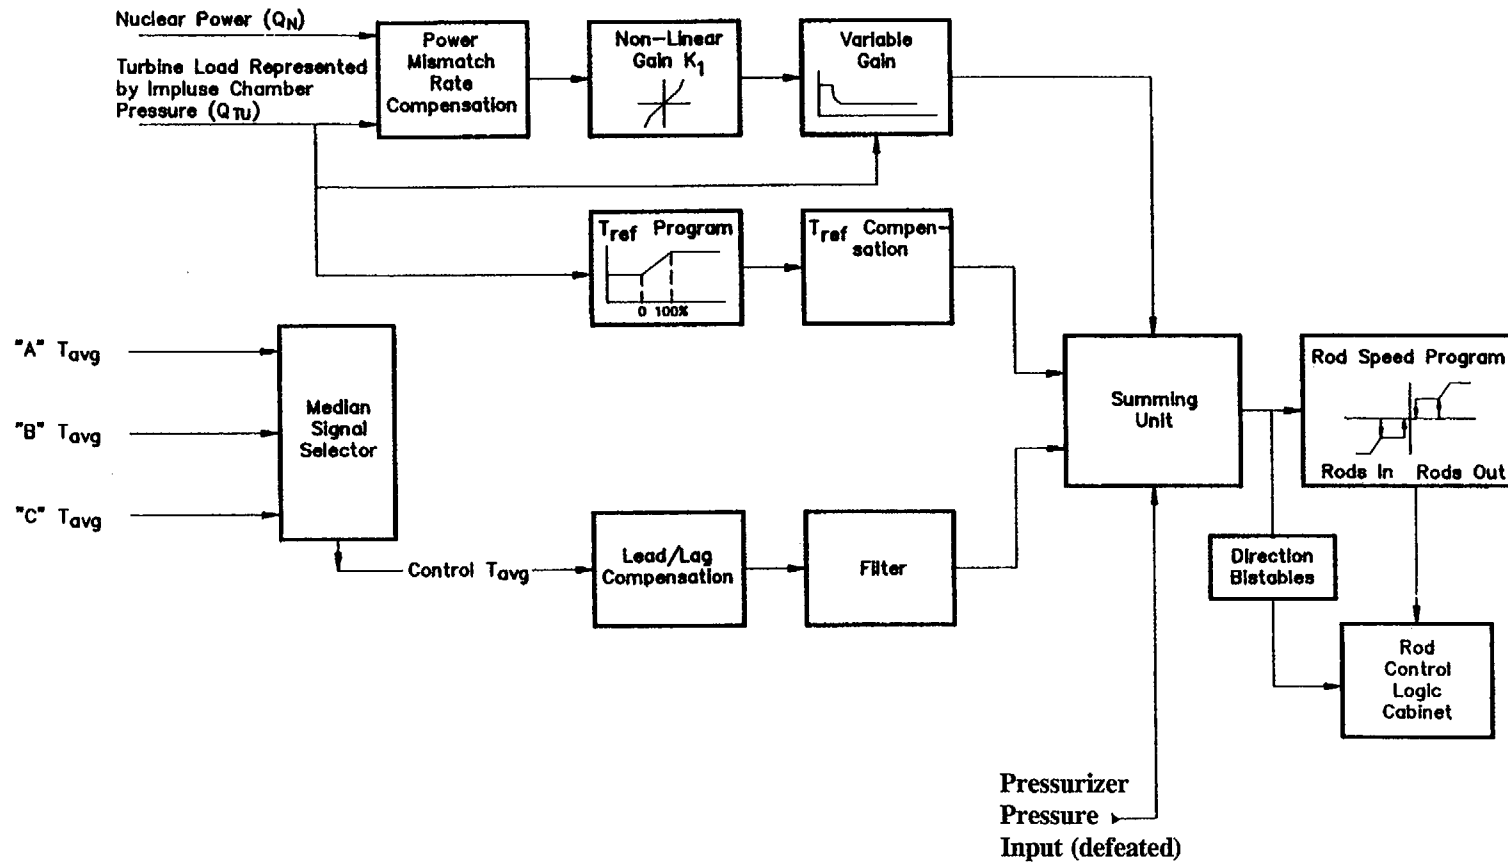 Nuclear Power (QN)
Turbine Load Represented
by Impluse Chamber
Pressure (QTU)
Power
Mismatch
Rate
Compensation
Non-Linear
Gain K1
Variable
Gain
Tref Program
0 100%
Tref Compen-
sation
"A" Tavg
"B" Tavg
"C" Tavg
Median
Signal
Selector
Control Tavg
Lead/Lag
Compensation
Filter
Summing
Unit
Rod Speed Program
Rods In Rods Out
Direction
Bistables
Rod
Control
Logic
Cabinet
Pressurizer
Pressure
Input (defeated)